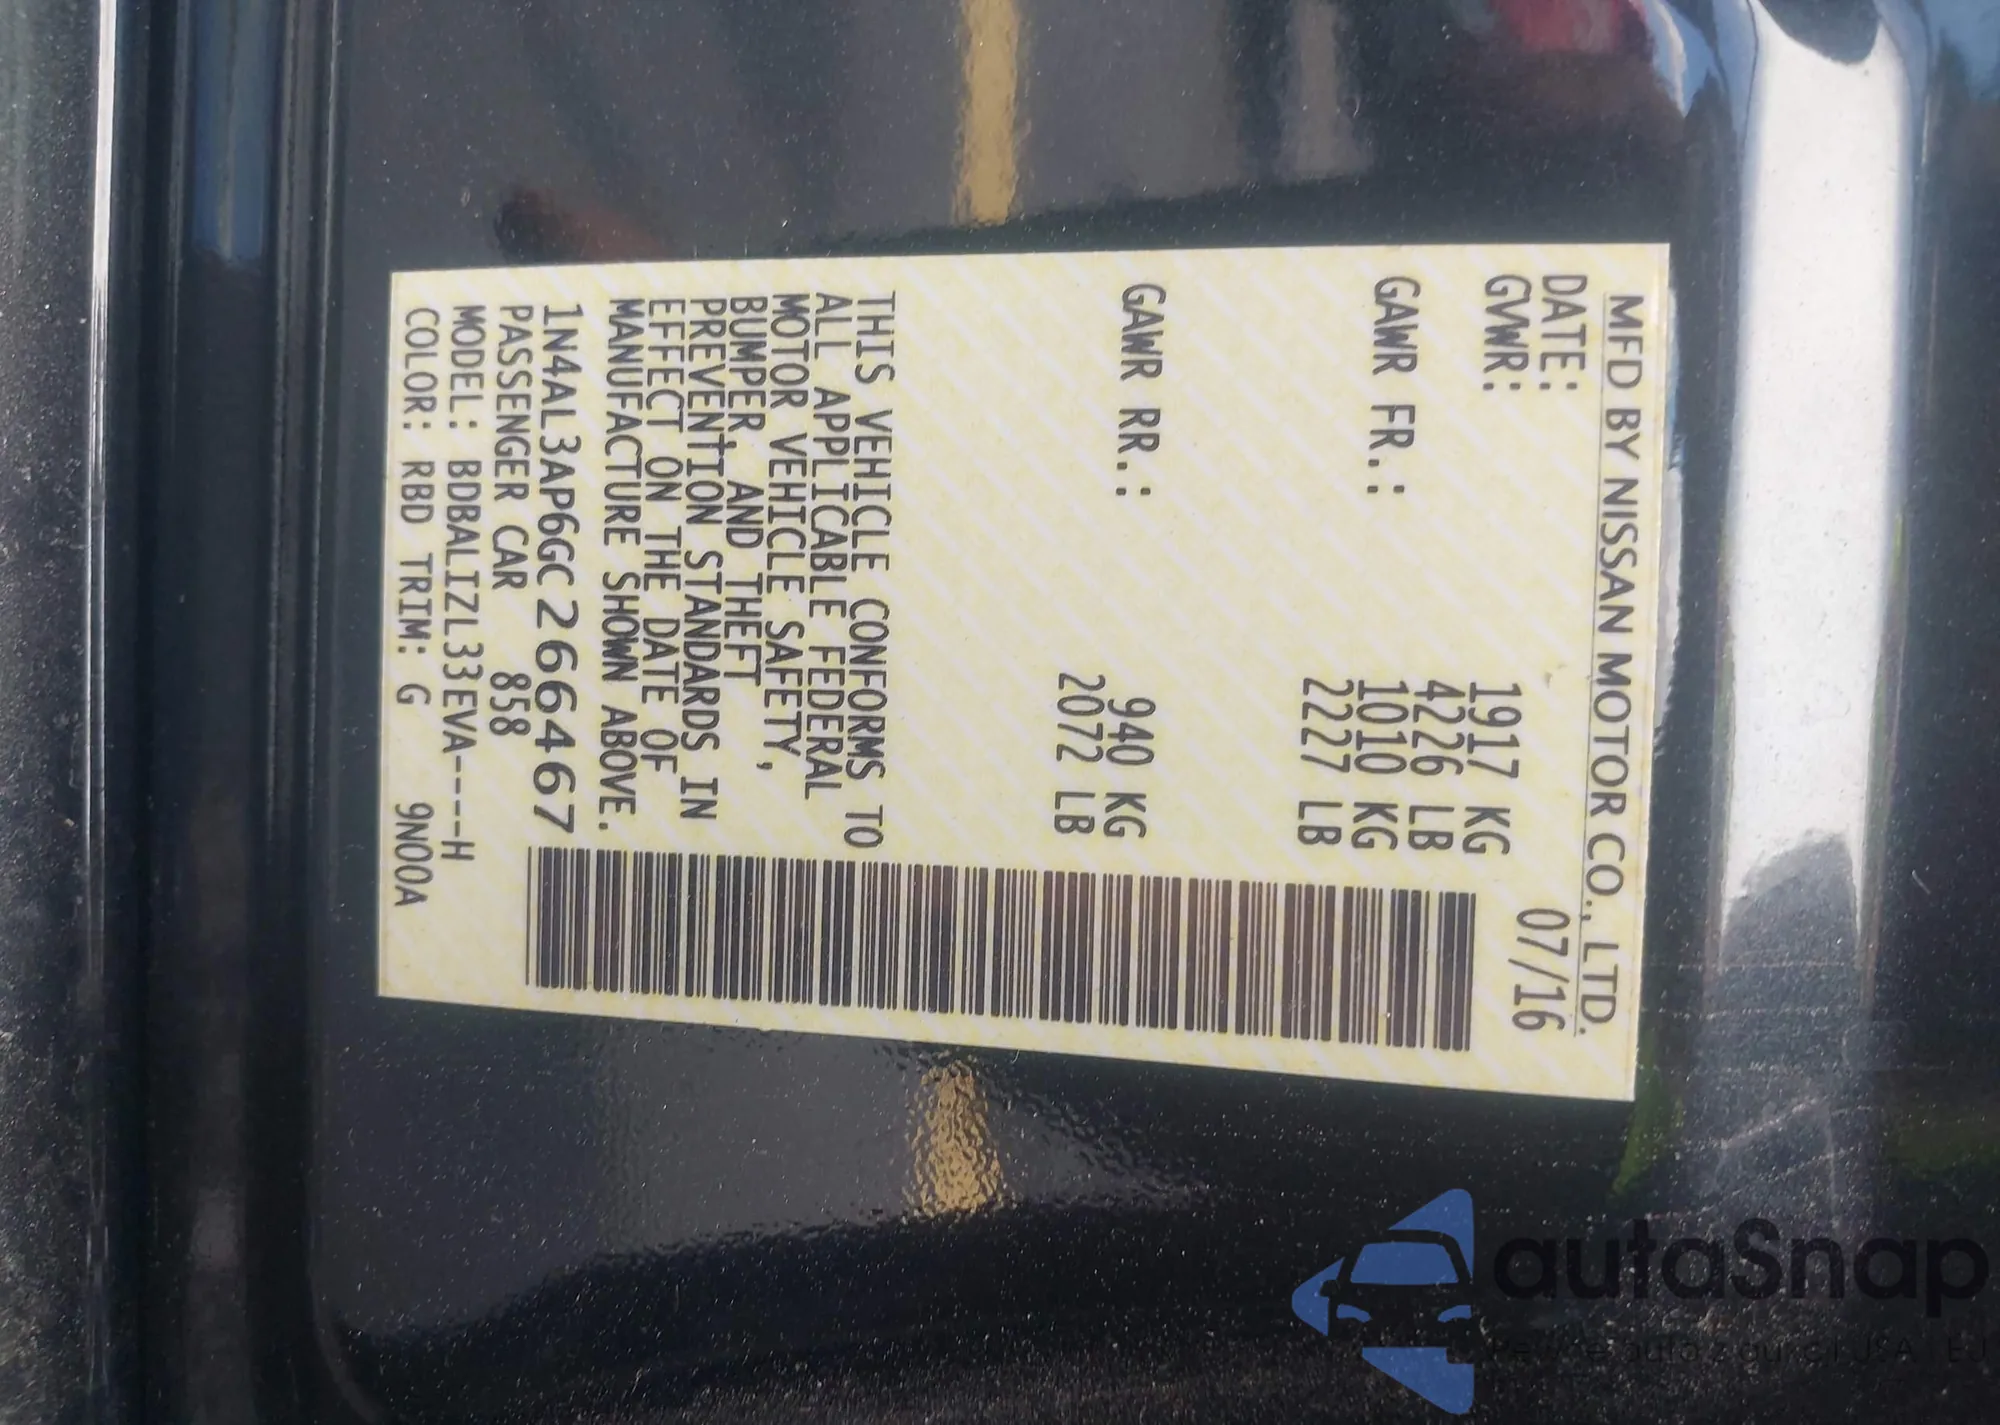 MFD BY NISSAN MOTOR CO., LTD.
DATE: 07/16
GVWR: 1917 KG
4226 LB
GAWR FR.: 1010 KG
2227 LB
GAWR RR.: 940 KG
2072 LB
THIS VEHICLE CONFORMS TO
ALL APPLICABLE FEDERAL
MOTOR VEHICLE SAFETY,
BUMPER, AND THEFT
PREVENTION STANDARDS IN
EFFECT ON THE DATE OF
MANUFACTURE SHOWN ABOVE.
1N4AL3AP6GC266467
PASSENGER CAR 858
MODEL: BDBALIZL33EVA----H
COLOR: RBD TRIM: G 9N00A
autoSnap